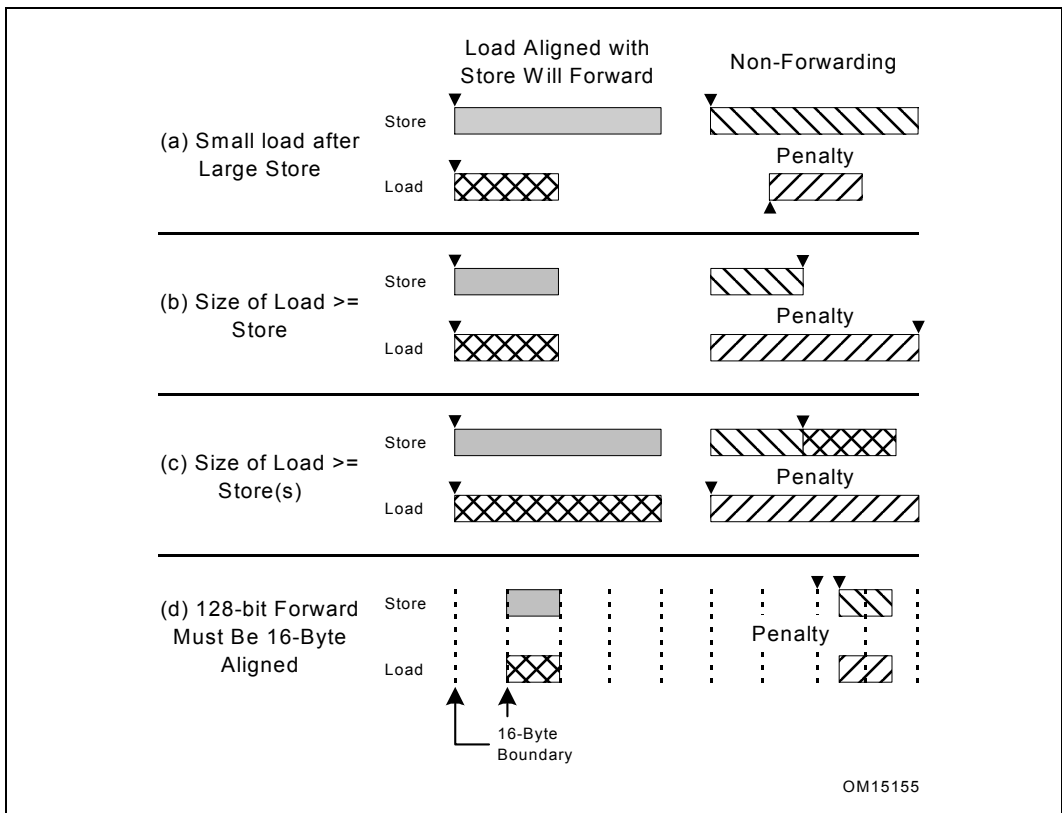 Load Aligned with
Store Will Forward
Non-Forwarding
(a) Small load after
Large Store
Store
Load
Penalty
(b) Size of Load >=
Store
Store
Load
Penalty
(c) Size of Load >=
Store(s)
Store
Load
Penalty
(d) 128-bit Forward
Must Be 16-Byte
Aligned
Store
Load
Penalty
16-Byte
Boundary
OM15155